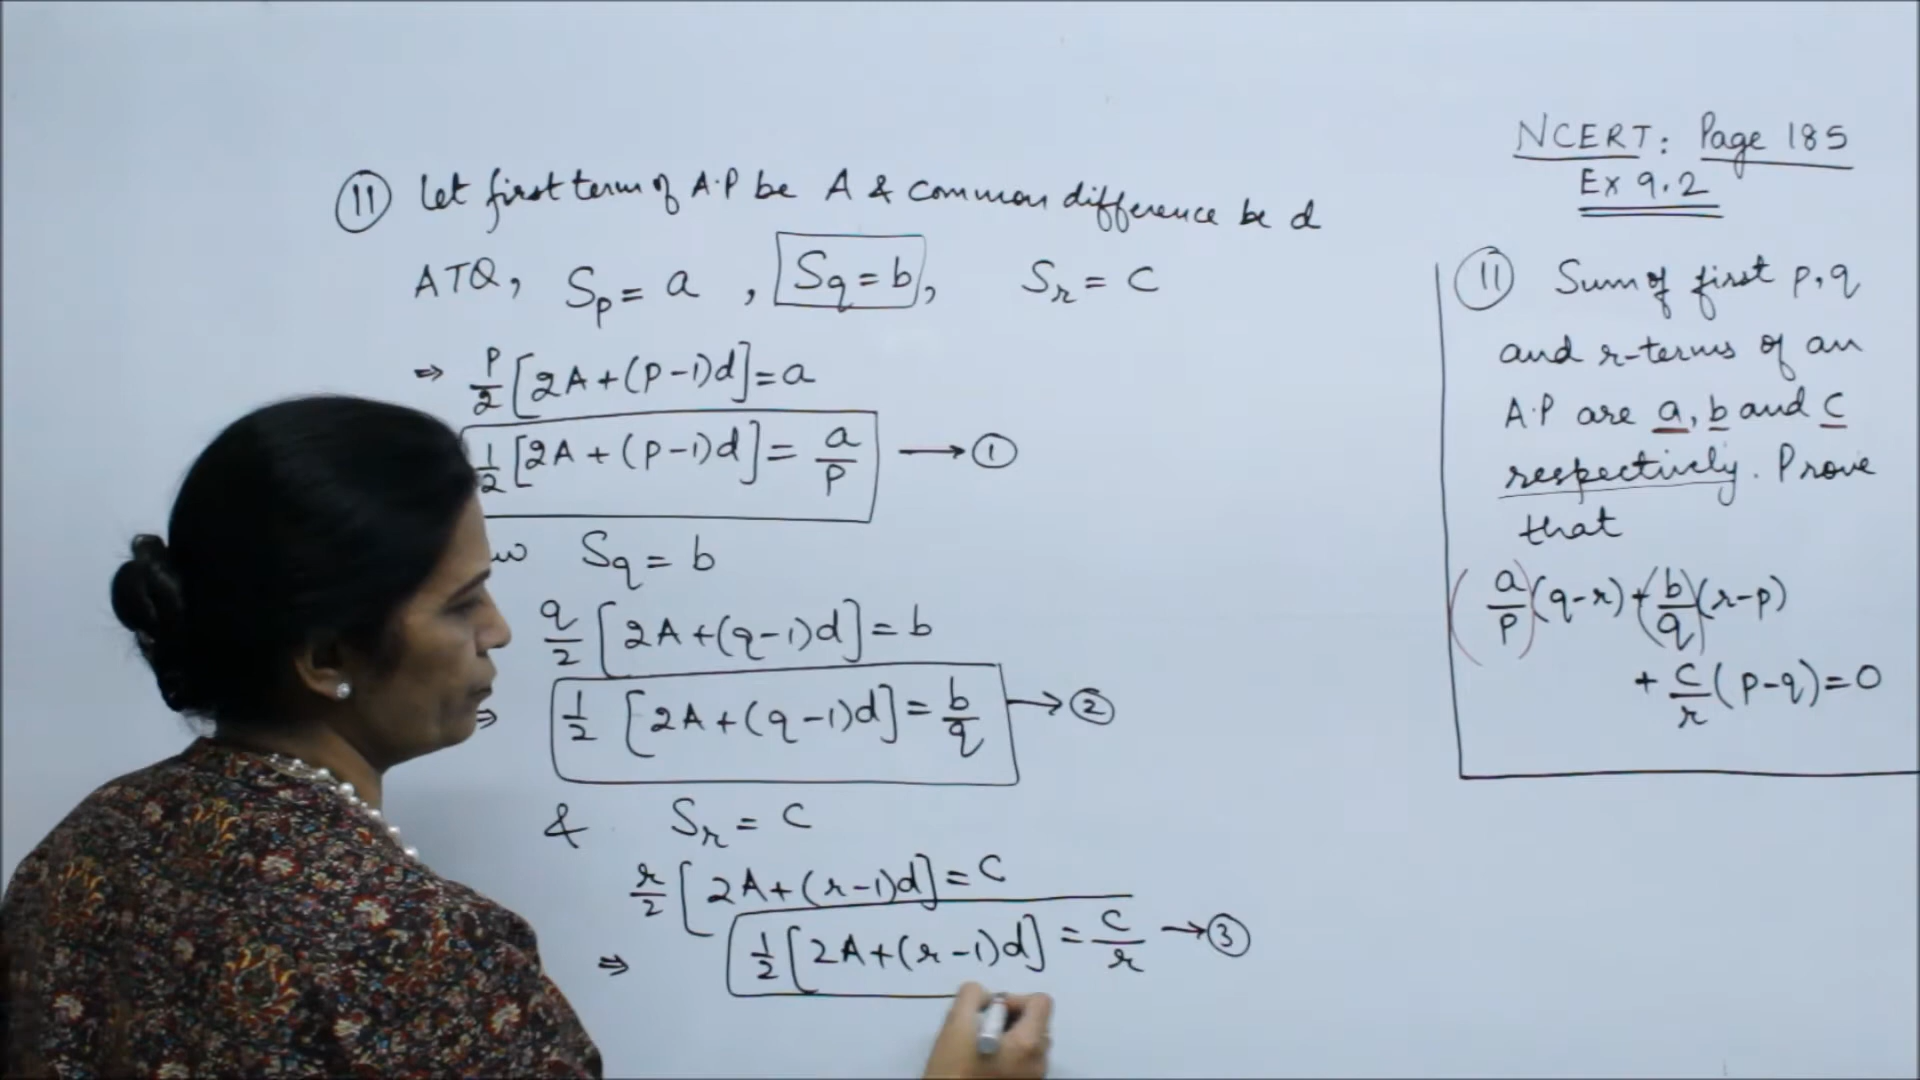 NCERT: Page 185
Ex 9.2
⑪ Let first term of A.P be A & common difference be d
ATQ, Sp = a , Sq = b, Sr = c
⇒ p/2 [2A+(p-1)d] = a
1/2 [2A+(p-1)d] = a/p → ①
w Sq = b
q/2 [2A+(q-1)d] = b
⇒ 1/2 [2A+(q-1)d] = b/q → ②
& Sr = c
r/2 [2A+(r-1)d] = c
⇒ 1/2 [2A+(r-1)d] = c/r → ③
⑪ Sum of first p, q
and r-terms of an
A.P are a, b and c
respectively. Prove
that
(a/p)(q-r) + (b/q)(r-p)
+ c/r (p-q) = 0